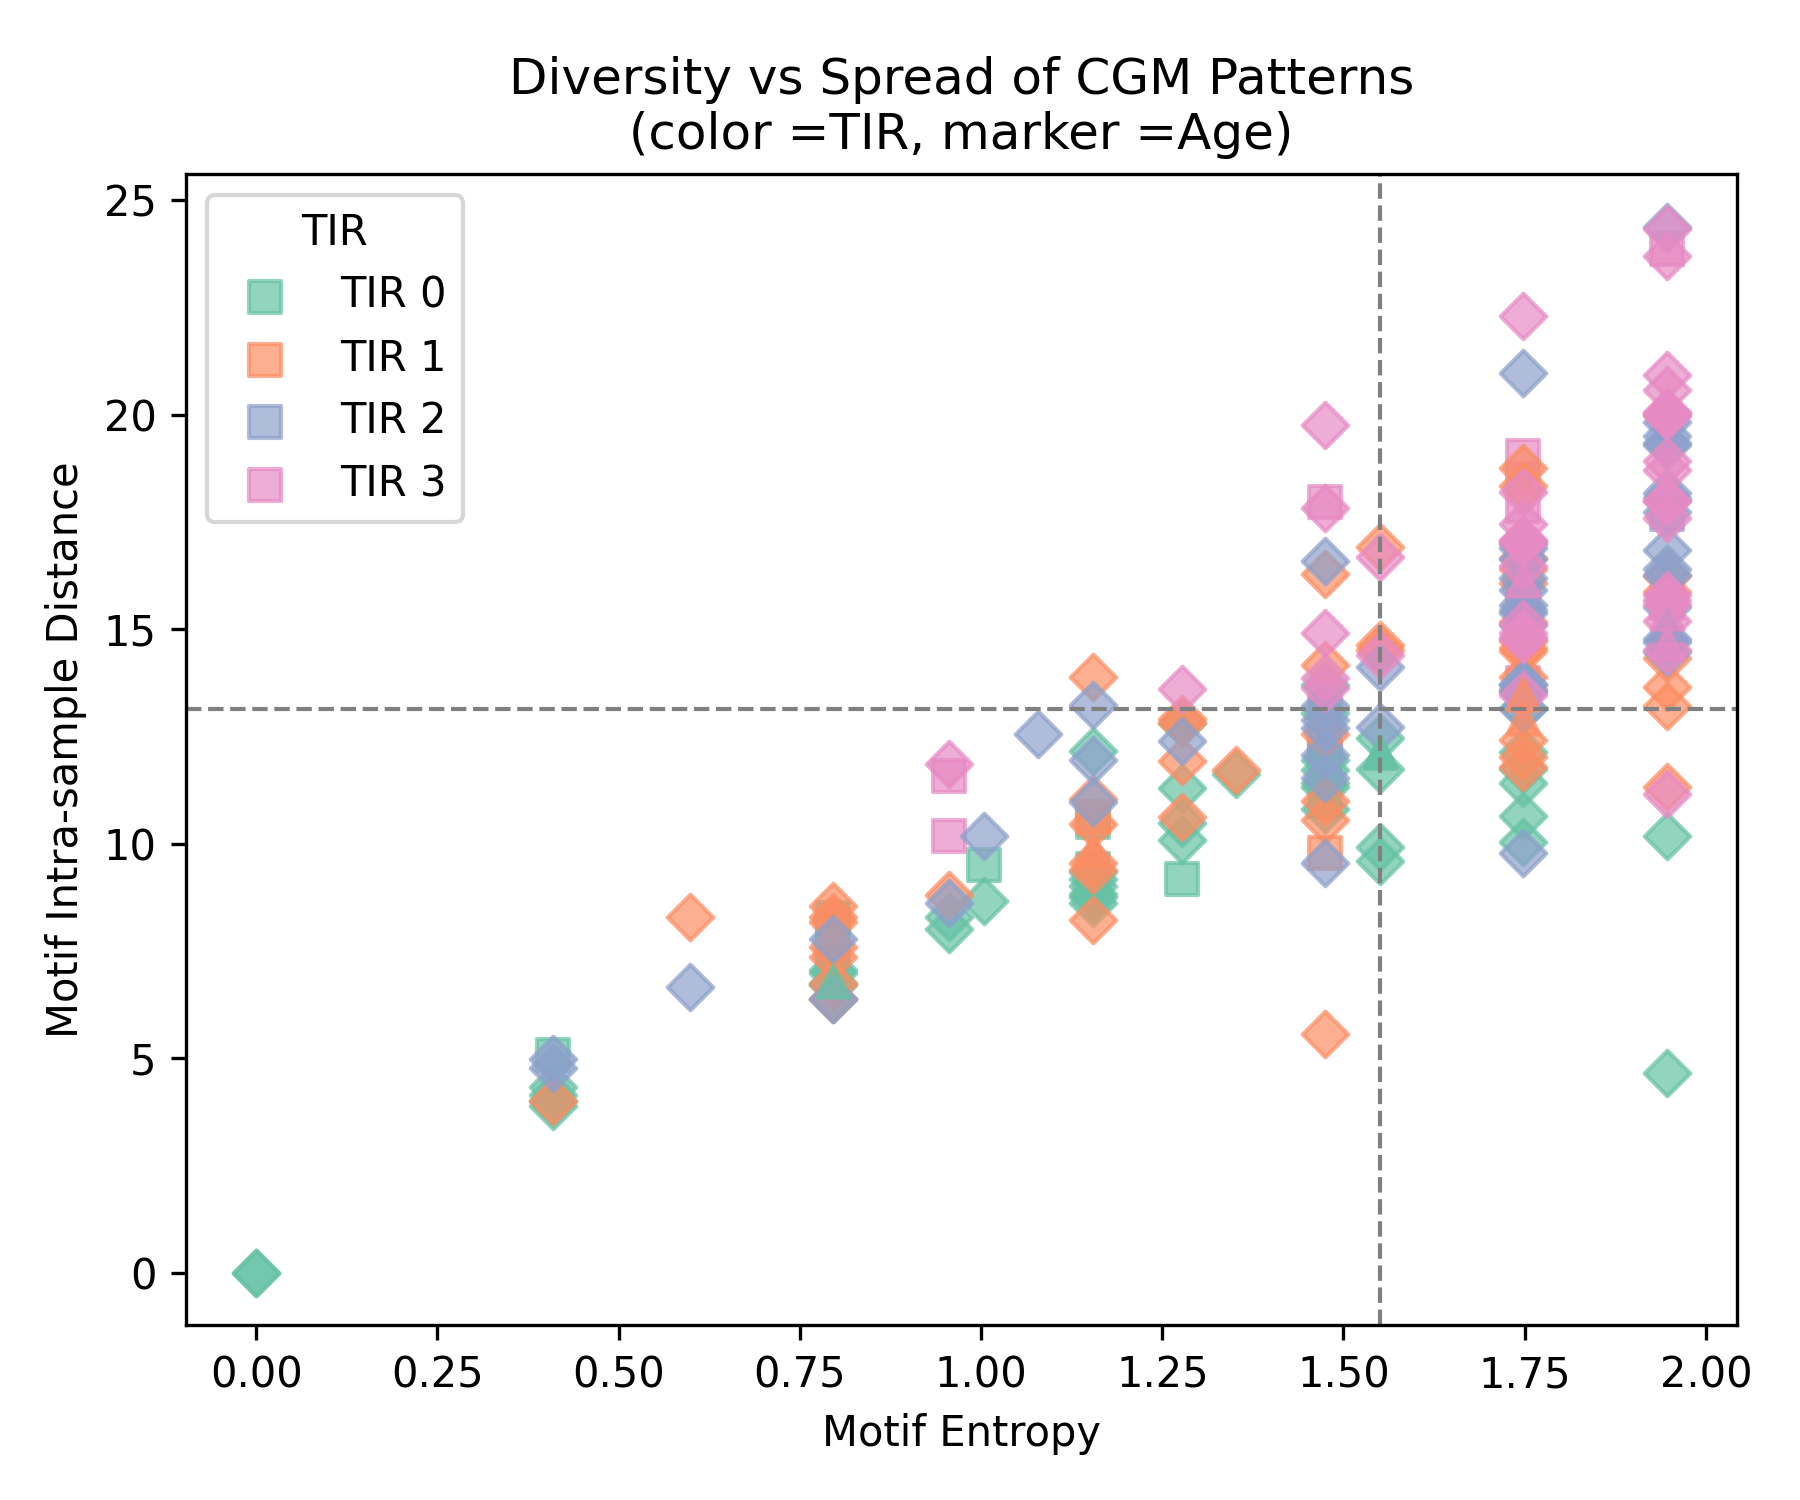 Diversity vs Spread of CGM Patterns
(color =TIR, marker =Age)
TIR
TIR 0
TIR 1
TIR 2
TIR 3
25
20
15
10
5
0
Motif Intra-sample Distance
0.00 0.25 0.50 0.75 1.00 1.25 1.50 1.75 2.00
Motif Entropy